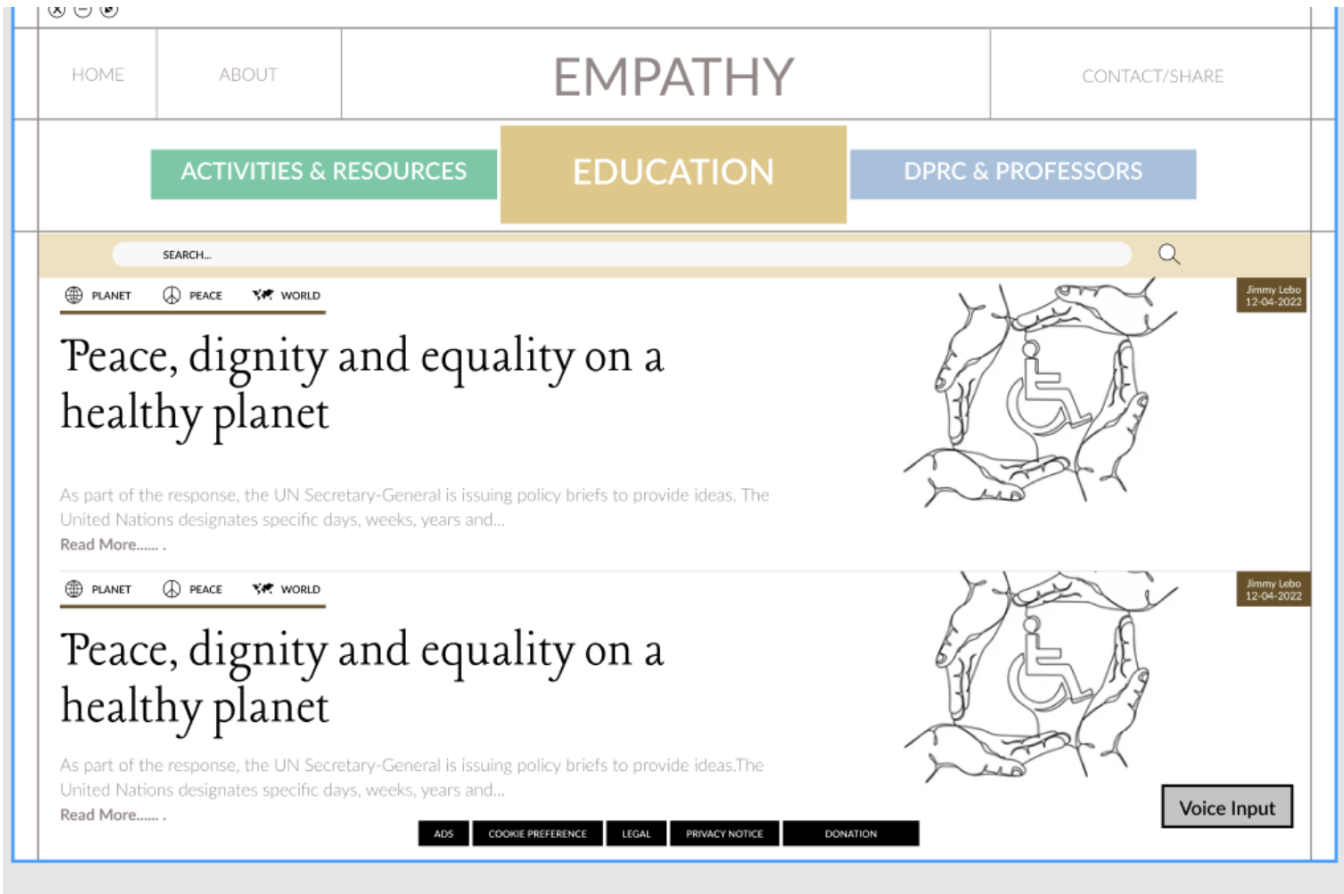 HOME
ABOUT
EMPATHY
CONTACT/SHARE
ACTIVITIES & RESOURCES
EDUCATION
DPRC & PROFESSORS
SEARCH...
PLANET
PEACE
WORLD
Jimmy Lebo
12-04-2022
Peace, dignity and equality on a
healthy planet
As part of the response, the UN Secretary-General is issuing policy briefs to provide ideas. The
United Nations designates specific days, weeks, years and...
Read More...... .
PLANET
PEACE
WORLD
Jimmy Lebo
12-04-2022
Peace, dignity and equality on a
healthy planet
As part of the response, the UN Secretary-General is issuing policy briefs to provide ideas.The
United Nations designates specific days, weeks, years and...
Read More...... .
Voice Input
ADS
COOKIE PREFERENCE
LEGAL
PRIVACY NOTICE
DONATION